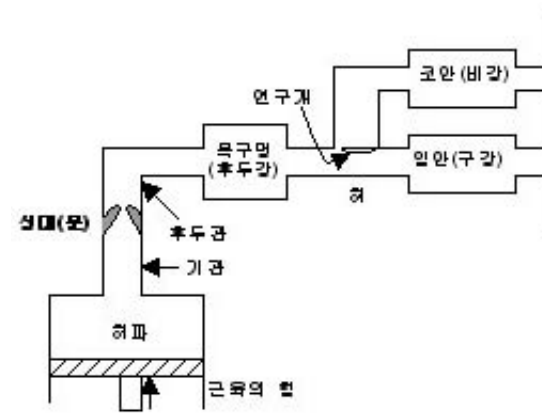 코안(비강)
연구개
목구멍
(후두강)
입안(구강)
혀
성대(문)
후두관
기관
허파
근육의 힘